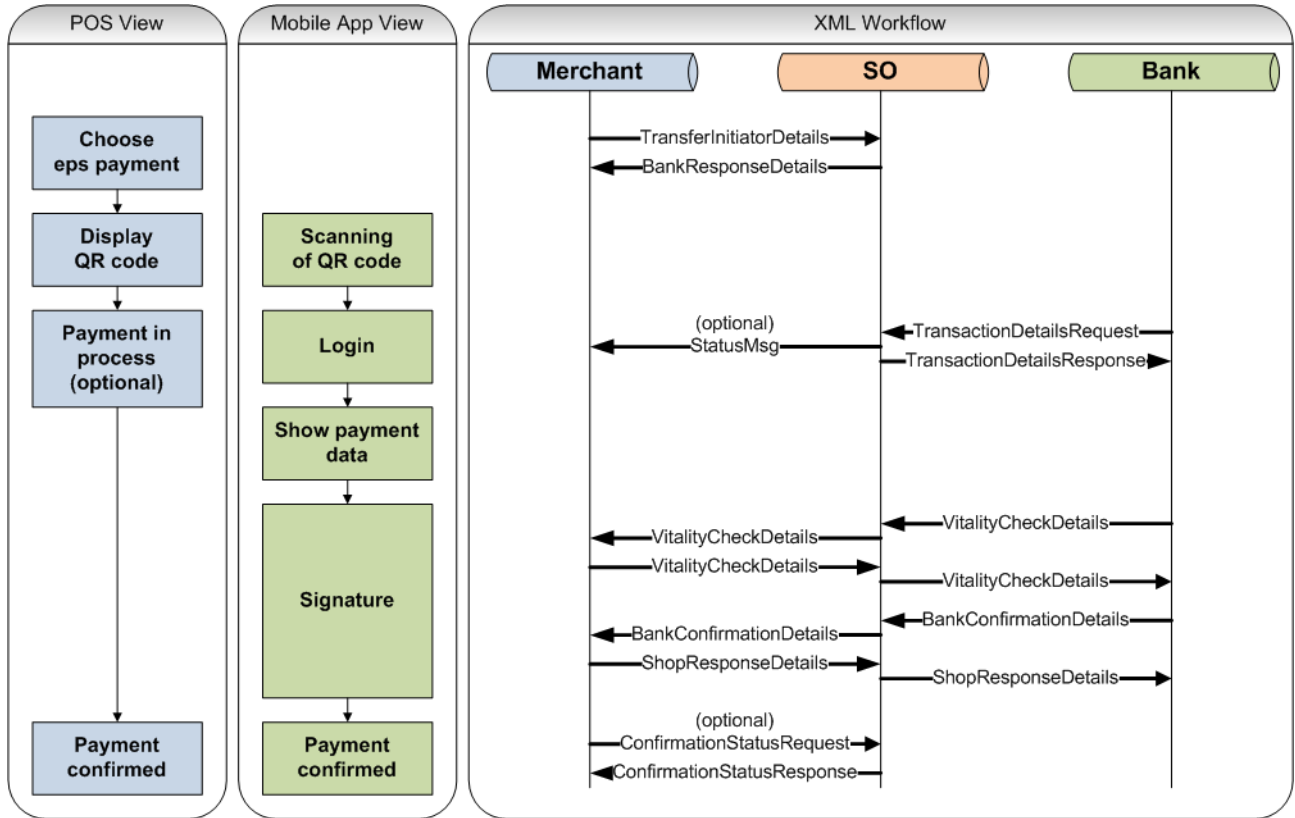 POS View
Mobile App View
XML Workflow
Merchant
SO
Bank
Choose
eps payment
Display
QR code
Payment in
process
(optional)
Payment
confirmed
Scanning
of QR code
Login
Show payment
data
Signature
Payment
confirmed
TransferInitiatorDetails
BankResponseDetails
TransactionDetailsRequest
(optional)
StatusMsg
TransactionDetailsResponse
VitalityCheckDetails
VitalityCheckDetails
VitalityCheckDetails
VitalityCheckDetails
BankConfirmationDetails
BankConfirmationDetails
ShopResponseDetails
ShopResponseDetails
(optional)
ConfirmationStatusRequest
ConfirmationStatusResponse